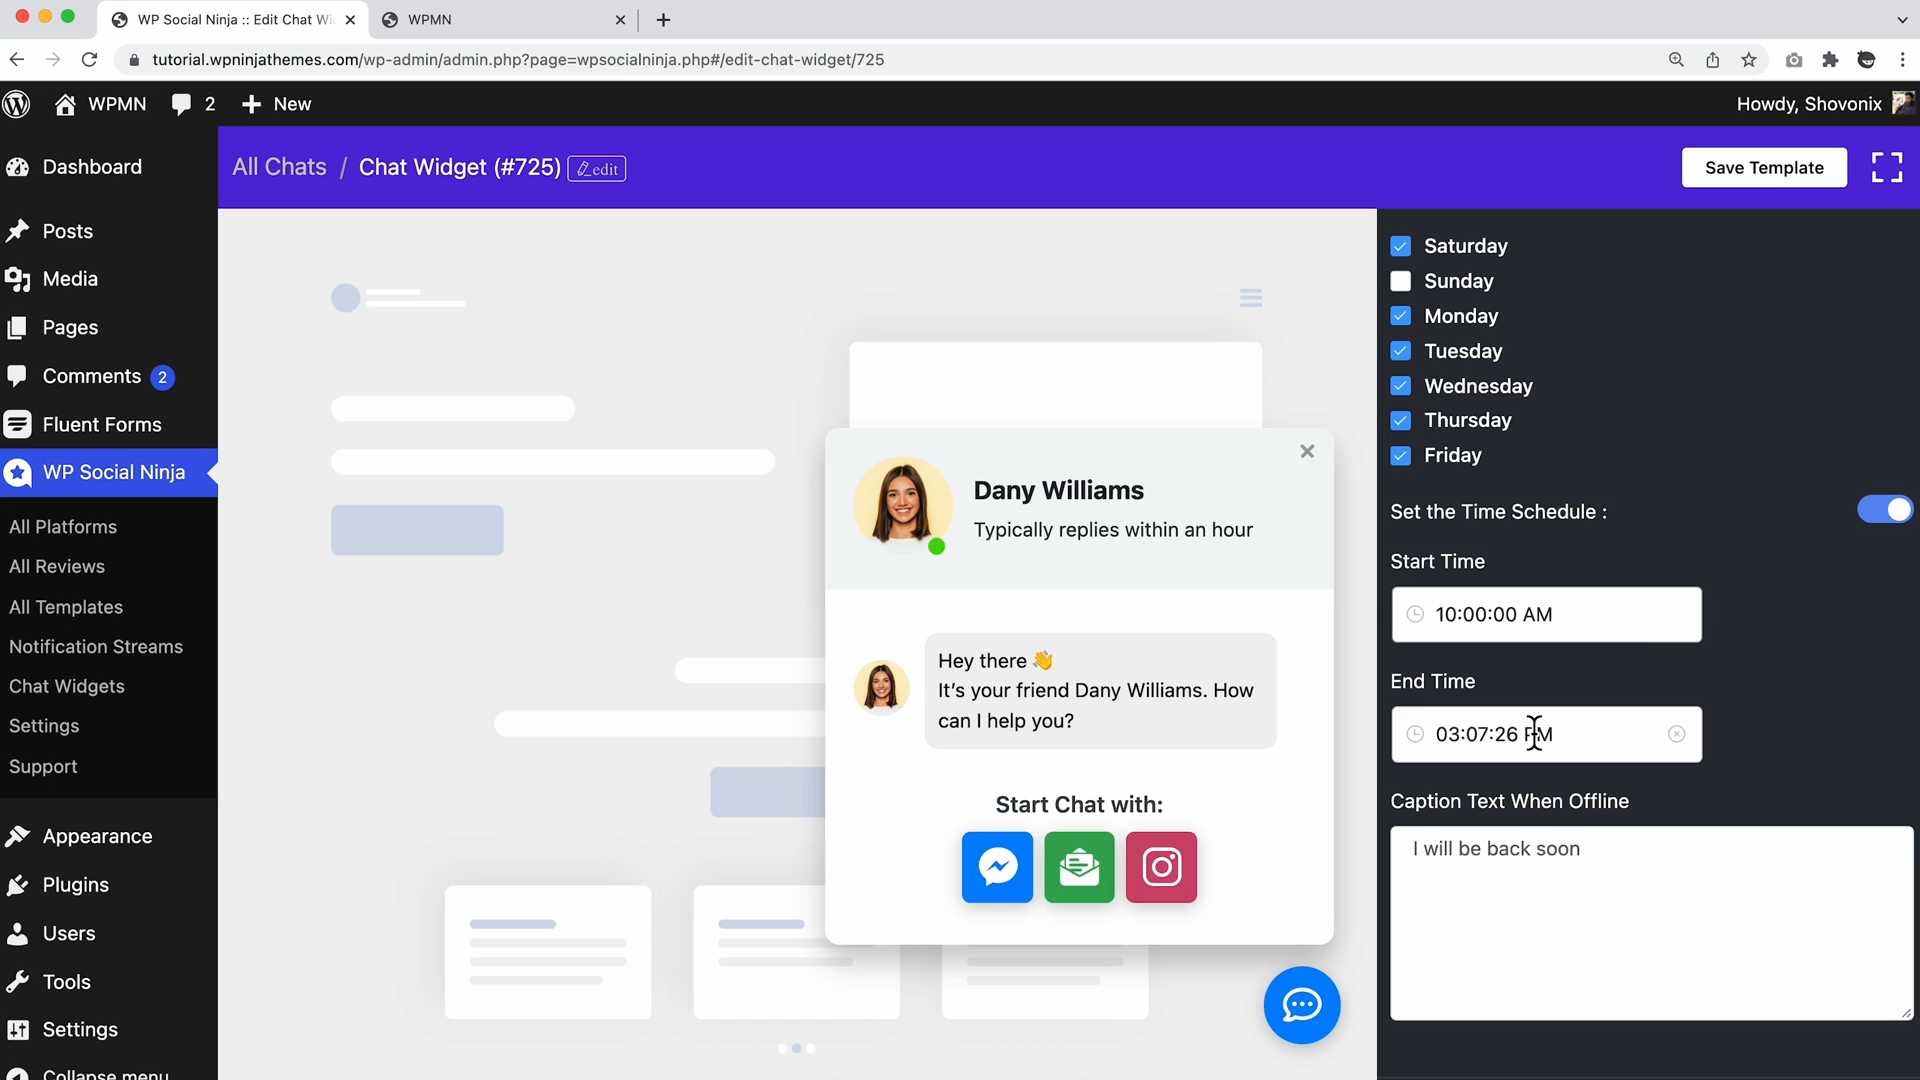 WP Social Ninja :: Edit Chat Wi
WPMN
tutorial.wpninjathemes.com/wp-admin/admin.php?page=wpsocialninja.php#/edit-chat-widget/725
WPMN
2
New
Howdy, Shovonix
Dashboard
Posts
Media
Pages
Comments 2
Fluent Forms
WP Social Ninja
All Platforms
All Reviews
All Templates
Notification Streams
Chat Widgets
Settings
Support
Appearance
Plugins
Users
Tools
Settings
Collapse menu
All Chats / Chat Widget (#725) edit
Save Template
Dany Williams
Typically replies within an hour
Hey there 👋
It's your friend Dany Williams. How
can I help you?
Start Chat with:
Saturday
Sunday
Monday
Tuesday
Wednesday
Thursday
Friday
Set the Time Schedule :
Start Time
10:00:00 AM
End Time
03:07:26 PM
Caption Text When Offline
I will be back soon